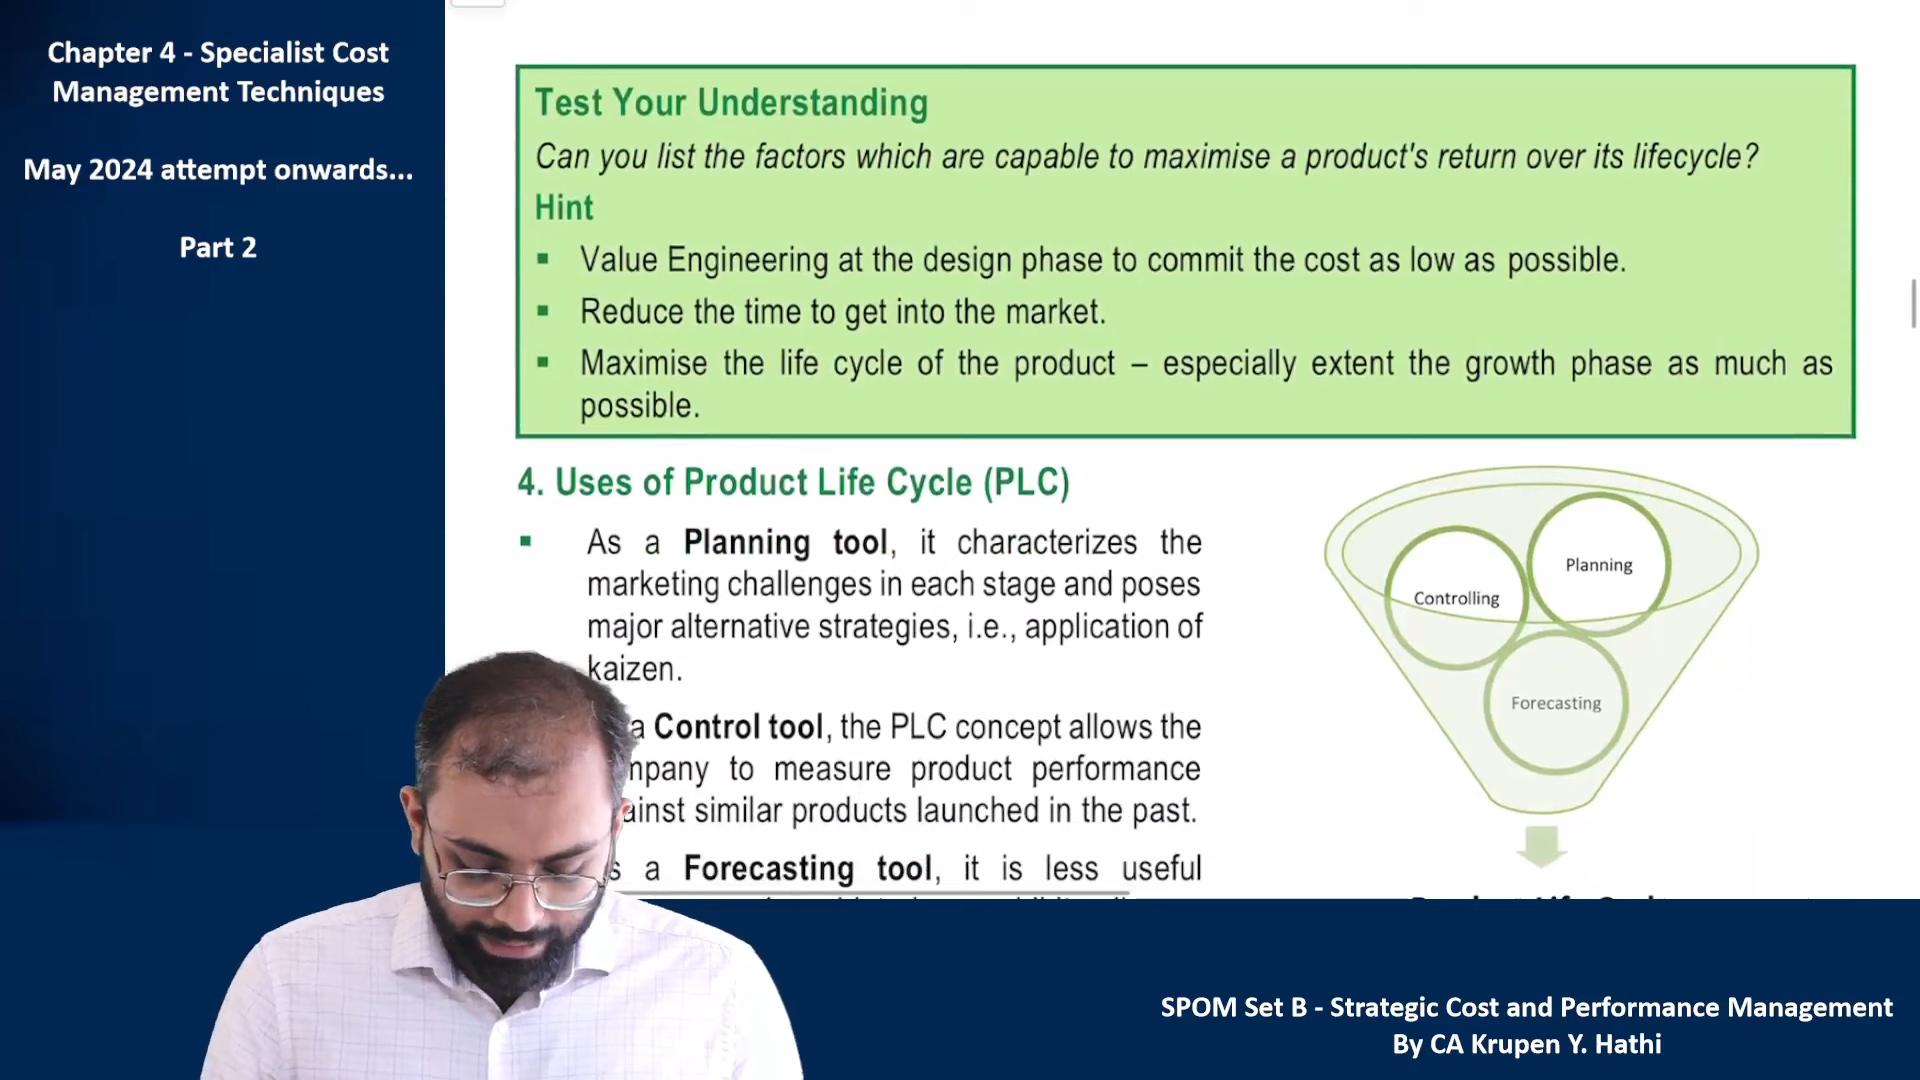 Chapter 4 - Specialist Cost
Management Techniques
May 2024 attempt onwards...
Part 2
Test Your Understanding
Can you list the factors which are capable to maximise a product's return over its lifecycle?
Hint
▪ Value Engineering at the design phase to commit the cost as low as possible.
▪ Reduce the time to get into the market.
▪ Maximise the life cycle of the product – especially extent the growth phase as much as
possible.
4. Uses of Product Life Cycle (PLC)
▪ As a Planning tool, it characterizes the
marketing challenges in each stage and poses
major alternative strategies, i.e., application of
kaizen.
a Control tool, the PLC concept allows the
mpany to measure product performance
ainst similar products launched in the past.
s a Forecasting tool, it is less useful
Planning
Controlling
Forecasting
SPOM Set B - Strategic Cost and Performance Management
By CA Krupen Y. Hathi